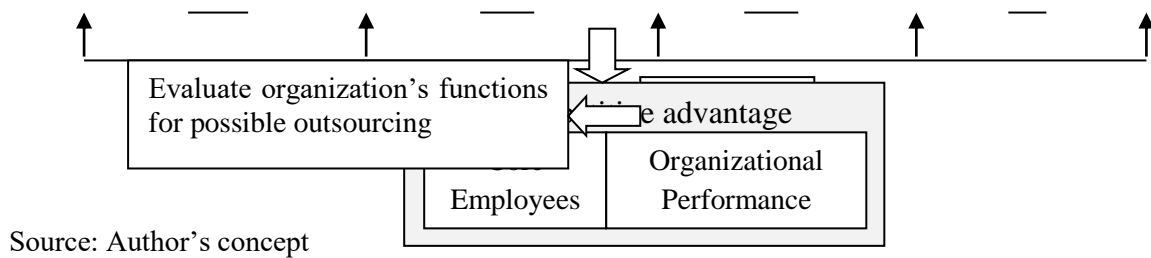 Evaluate organization's functions
for possible outsourcing
advantage
Organizational
Employees
Performance
Source: Author's concept